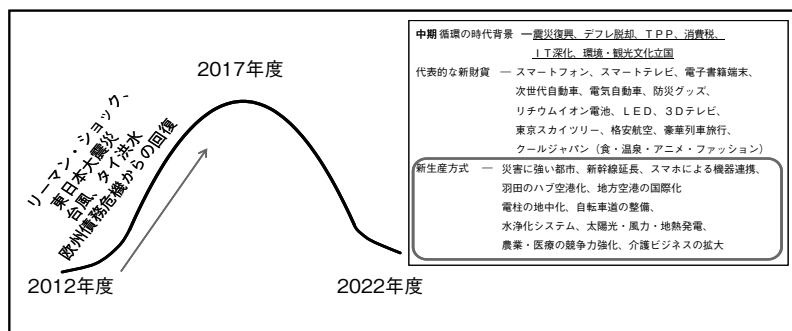 2017年度
リーマン・ショック、
東日本大震災
台風、タイ洪水
欧州債務危機からの回復
2012年度
2022年度
中期循環の時代背景 ―震災復興、デフレ脱却、ＴＰＰ、消費税、
ＩＴ深化、環境・観光文化立国
代表的な新財貨 ― スマートフォン、スマートテレビ、電子書籍端末、
次世代自動車、電気自動車、防災グッズ、
リチウムイオン電池、ＬＥＤ、３Ｄテレビ、
東京スカイツリー、格安航空、豪華列車旅行、
クールジャパン（食・温泉・アニメ・ファッション）
新生産方式 ― 災害に強い都市、新幹線延長、スマホによる機器連携、
羽田のハブ空港化、地方空港の国際化
電柱の地中化、自転車道の整備、
水浄化システム、太陽光・風力・地熱発電、
農業・医療の競争力強化、介護ビジネスの拡大